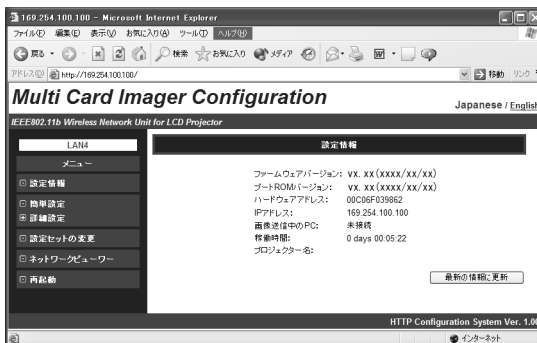 169.254.100.100 - Microsoft Internet Explorer
ファイル(F) 編集(E) 表示(V) お気に入り(A) ツール(T) ヘルプ(H)
戻る 検索 お気に入り メディア
アドレス(D) http://169.254.100.100/ 移動 リンク
Multi Card Imager Configuration
Japanese / English
IEEE802.11b Wireless Network Unit for LCD Projector
LAN4
メニュー
設定情報
簡単設定
詳細設定
設定セットの変更
ネットワークビューワー
再起動
設定情報
ファームウェアバージョン: VX. XX (XXXX/XX/XX)
ブートROMバージョン: VX. XX (XXXX/XX/XX)
ハードウェアアドレス: 00C06F039862
IPアドレス: 169.254.100.100
画像送信中のPC: 未接続
稼働時間: 0 days 00:05:22
プロジェクター名:
最新の情報に更新
HTTP Configuration System Ver. 1.00
インターネット